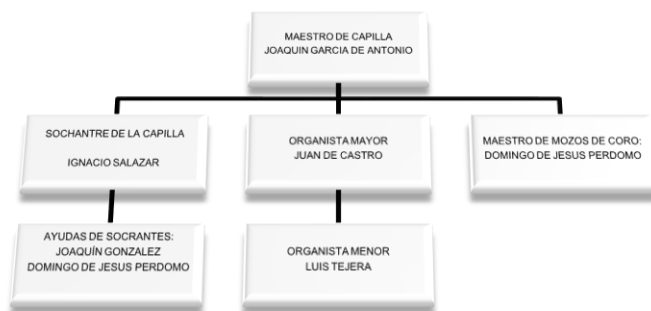 MAESTRO DE CAPILLA
JOAQUIN GARCIA DE ANTONIO
SOCHANTRE DE LA CAPILLA
IGNACIO SALAZAR
ORGANISTA MAYOR
JUAN DE CASTRO
MAESTRO DE MOZOS DE CORO:
DOMINGO DE JESUS PERDOMO
AYUDAS DE SOCRANTES:
JOAQUÍN GONZALEZ
DOMINGO DE JESUS PERDOMO
ORGANISTA MENOR
LUIS TEJERA